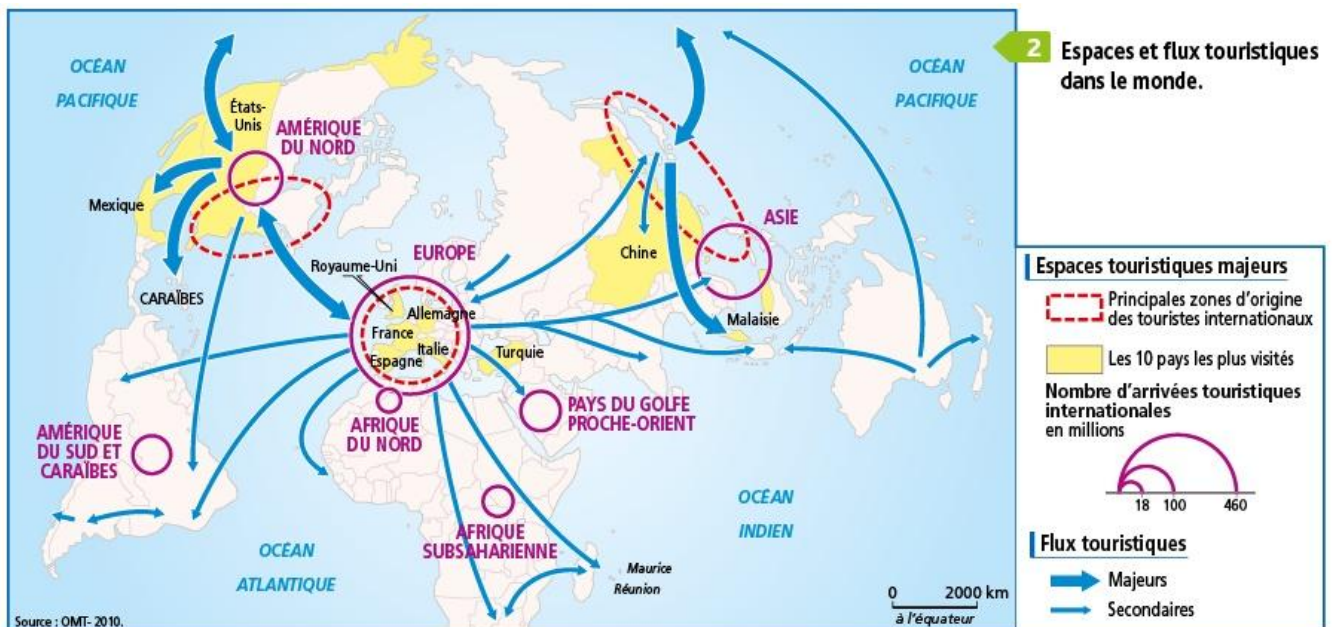 2
Espaces et flux touristiques
dans le monde.
OCÉAN
PACIFIQUE
États-
Unis
AMÉRIQUE
DU NORD
Mexique
CARAÏBES
EUROPE
Royaume-Uni
Allemagne
France
Italie
Espagne
Turquie
OCÉAN
PACIFIQUE
ASIE
Chine
Malaisie
AFRIQUE
DU NORD
PAYS DU GOLFE
PROCHE-ORIENT
AMÉRIQUE
DU SUD ET
CARAÏBES
AFRIQUE
SUBSAHARIENNE
OCÉAN
ATLANTIQUE
OCÉAN
INDIEN
Maurice
Réunion
0 2000 km
à l'équateur
Source : OMT- 2010.
Espaces touristiques majeurs
Principales zones d'origine
des touristes internationaux
Les 10 pays les plus visités
Nombre d'arrivées touristiques
internationales
en millions
18 100 460
Flux touristiques
Majeurs
Secondaires